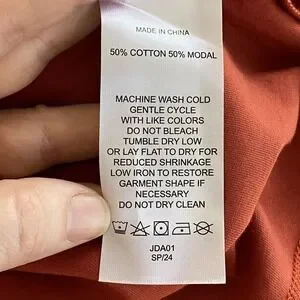 MADE IN CHINA
50% COTTON 50% MODAL
MACHINE WASH COLD
GENTLE CYCLE
WITH LIKE COLORS
DO NOT BLEACH
TUMBLE DRY LOW
OR LAY FLAT TO DRY FOR
REDUCED SHRINKAGE
LOW IRON TO RESTORE
GARMENT SHAPE IF
NECESSARY
DO NOT DRY CLEAN
JDA01
SP/24